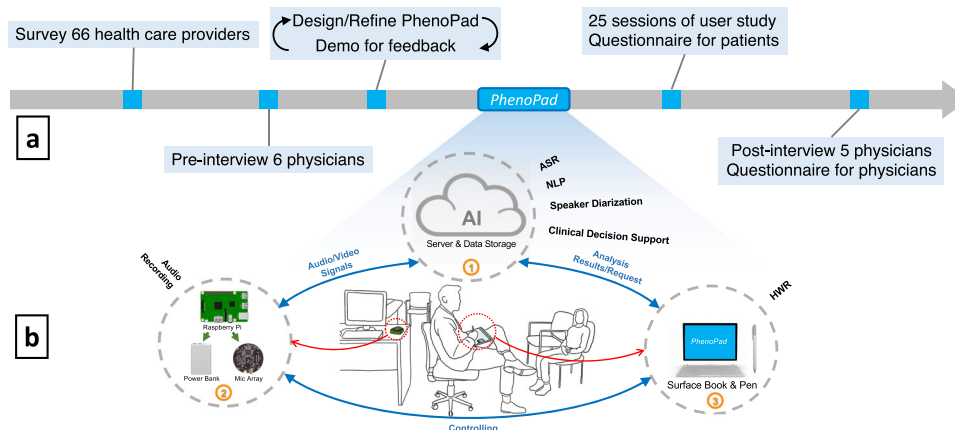 Survey 66 health care providers
Design/Refine PhenoPad
Demo for feedback
25 sessions of user study
Questionnaire for patients
PhenoPad
a
Pre-interview 6 physicians
Post-interview 5 physicians
Questionnaire for physicians
ASR
NLP
Speaker Diarization
Clinical Decision Support
AI
Server & Data Storage
1
Audio/Video
Signals
Analysis
Results/Request
Audio
Recording
HWR
b
Raspberry Pi
Power Bank
Mic Array
2
PhenoPad
Surface Book & Pen
3
Controlling